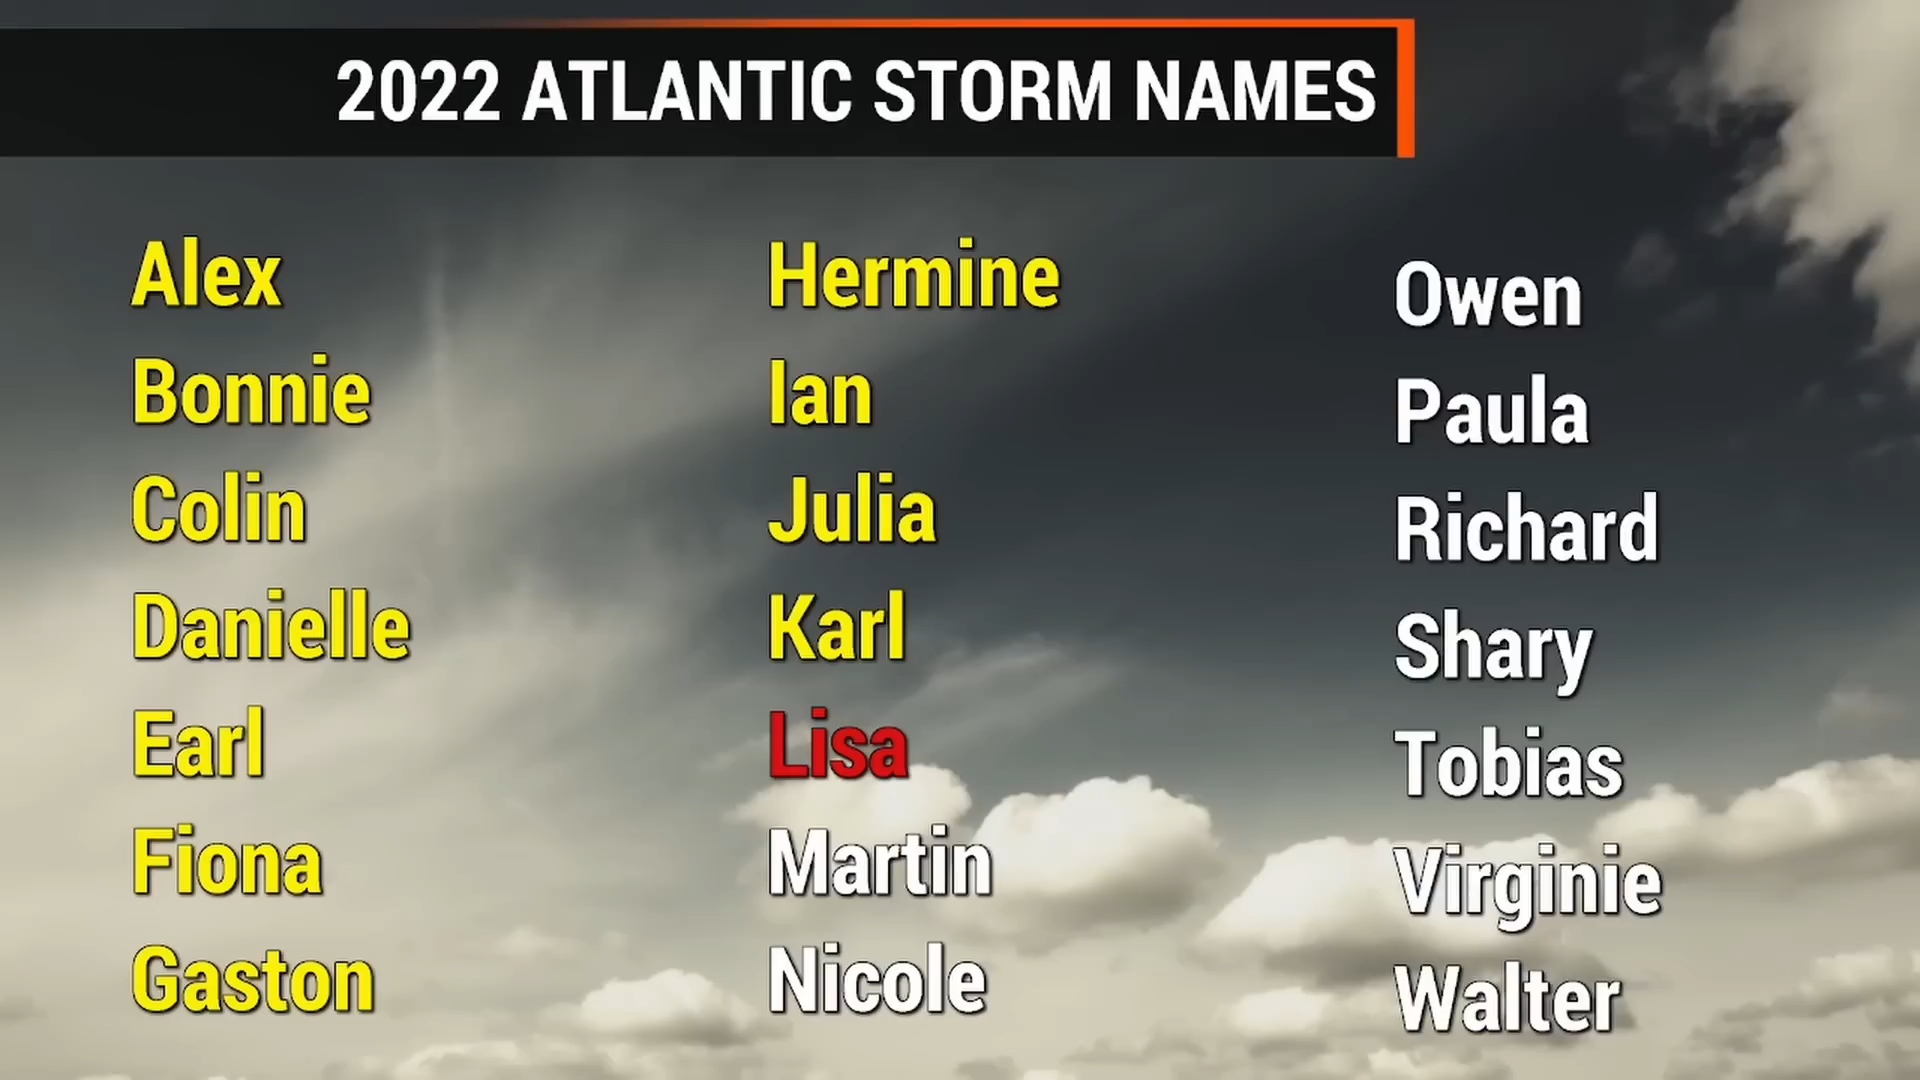 2022 ATLANTIC STORM NAMES
Alex
Bonnie
Colin
Danielle
Earl
Fiona
Gaston
Hermine
Ian
Julia
Karl
Lisa
Martin
Nicole
Owen
Paula
Richard
Shary
Tobias
Virginie
Walter